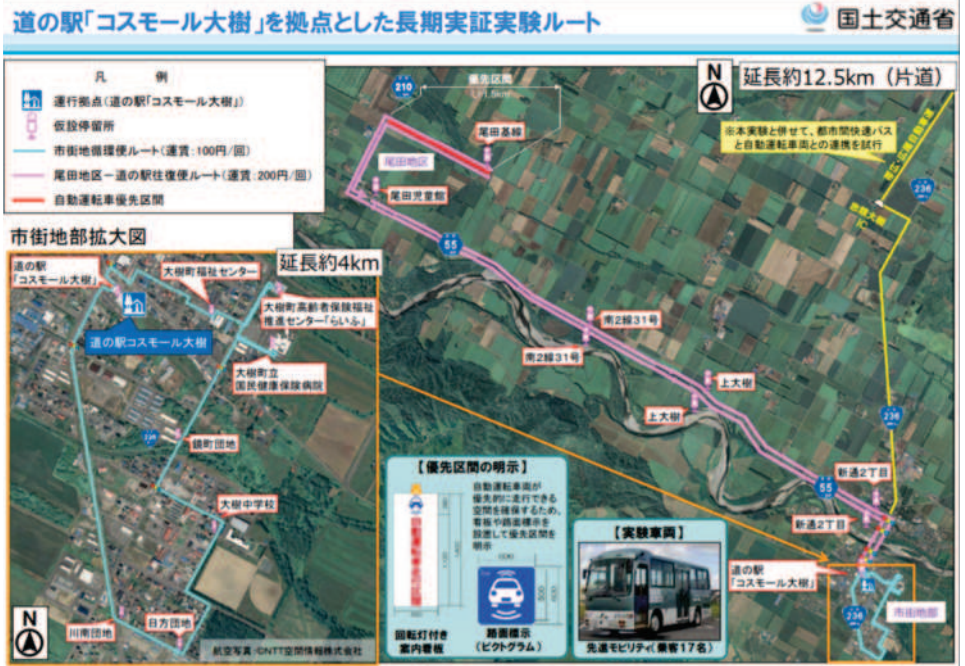 道の駅「コスモール大樹」を拠点とした長期実証実験ルート
国土交通省
凡 例
運行拠点(道の駅「コスモール大樹」)
仮設停留所
市街地循環便ルート(運賃:100円/回)
尾田地区-道の駅往復便ルート(運賃:200円/回)
自動運転車優先区間
210
優先区間
L=1.5km
尾田基線
尾田地区
尾田児童館
N
延長約12.5km(片道)
※本実験と併せて、都市間快速バス
と自動運転車両との連携を試行
236
55
南2線31号
南2線31号
上大樹
上大樹
236
55
新通2丁目
新通2丁目
道の駅
「コスモール大樹」
236
市街地部
市街地部拡大図
延長約4km
道の駅
「コスモール大樹」
大樹町福祉センター
大樹町高齢者保険福祉
推進センター「らいふ」
道の駅コスモール大樹
大樹町立
国民健康保険病院
236
鏡町団地
大樹中学校
日方団地
川南団地
N
航空写真:©NTT空間情報株式会社
【優先区間の明示】
自動運転車両が
優先的に走行できる
空間を確保するため、
看板や路面標示を
設置して優先区間を
明示
回転灯付き
案内看板
路面標示
(ピクトグラム)
【実験車両】
先進モビリティ(乗客17名)